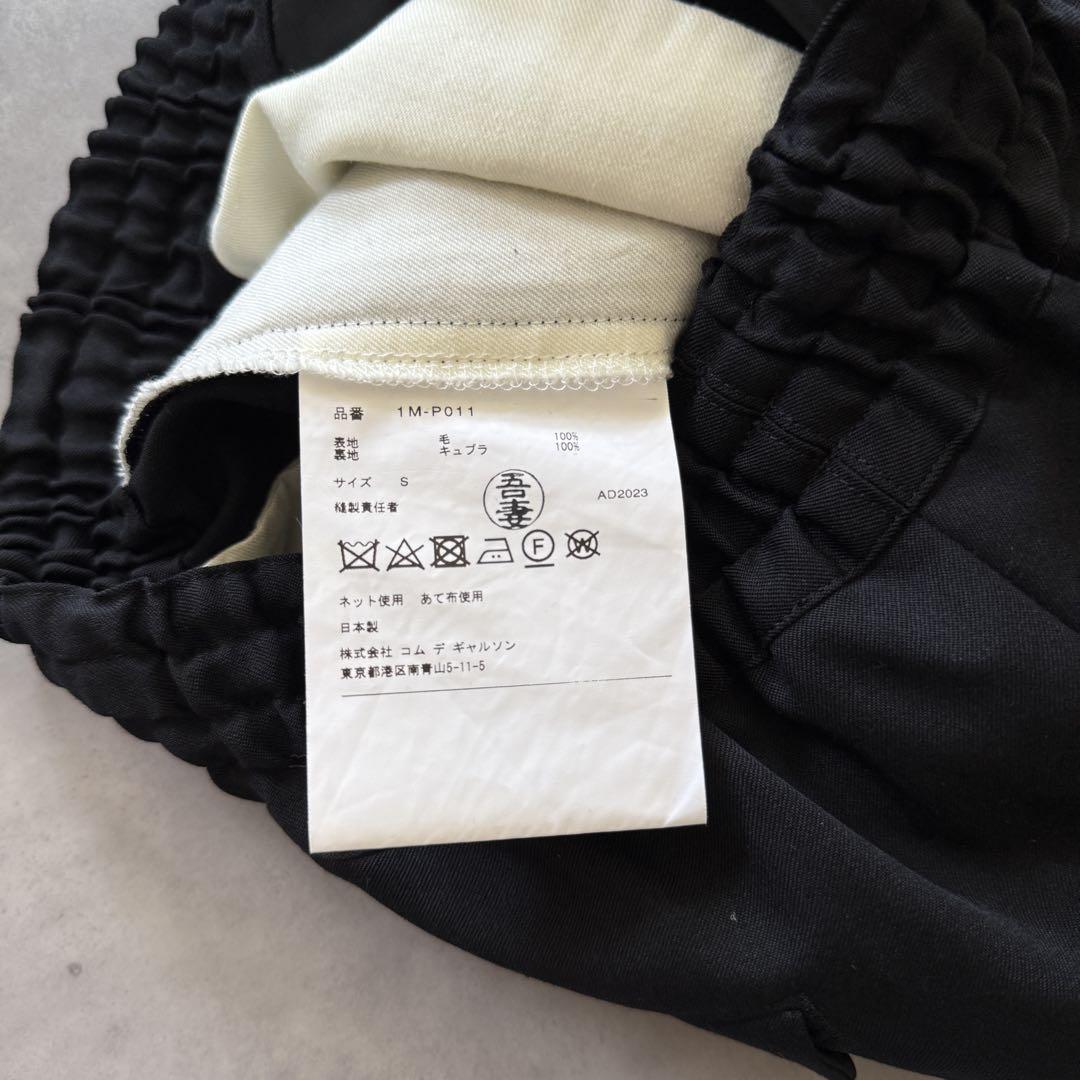 品番 1M-P011
表地 毛 100%
裏地 キュプラ 100%
サイズ S
縫製責任者 吾妻 AD2023
F W
ネット使用 あて布使用
日本製
株式会社 コム デ ギャルソン
東京都港区南青山5-11-5